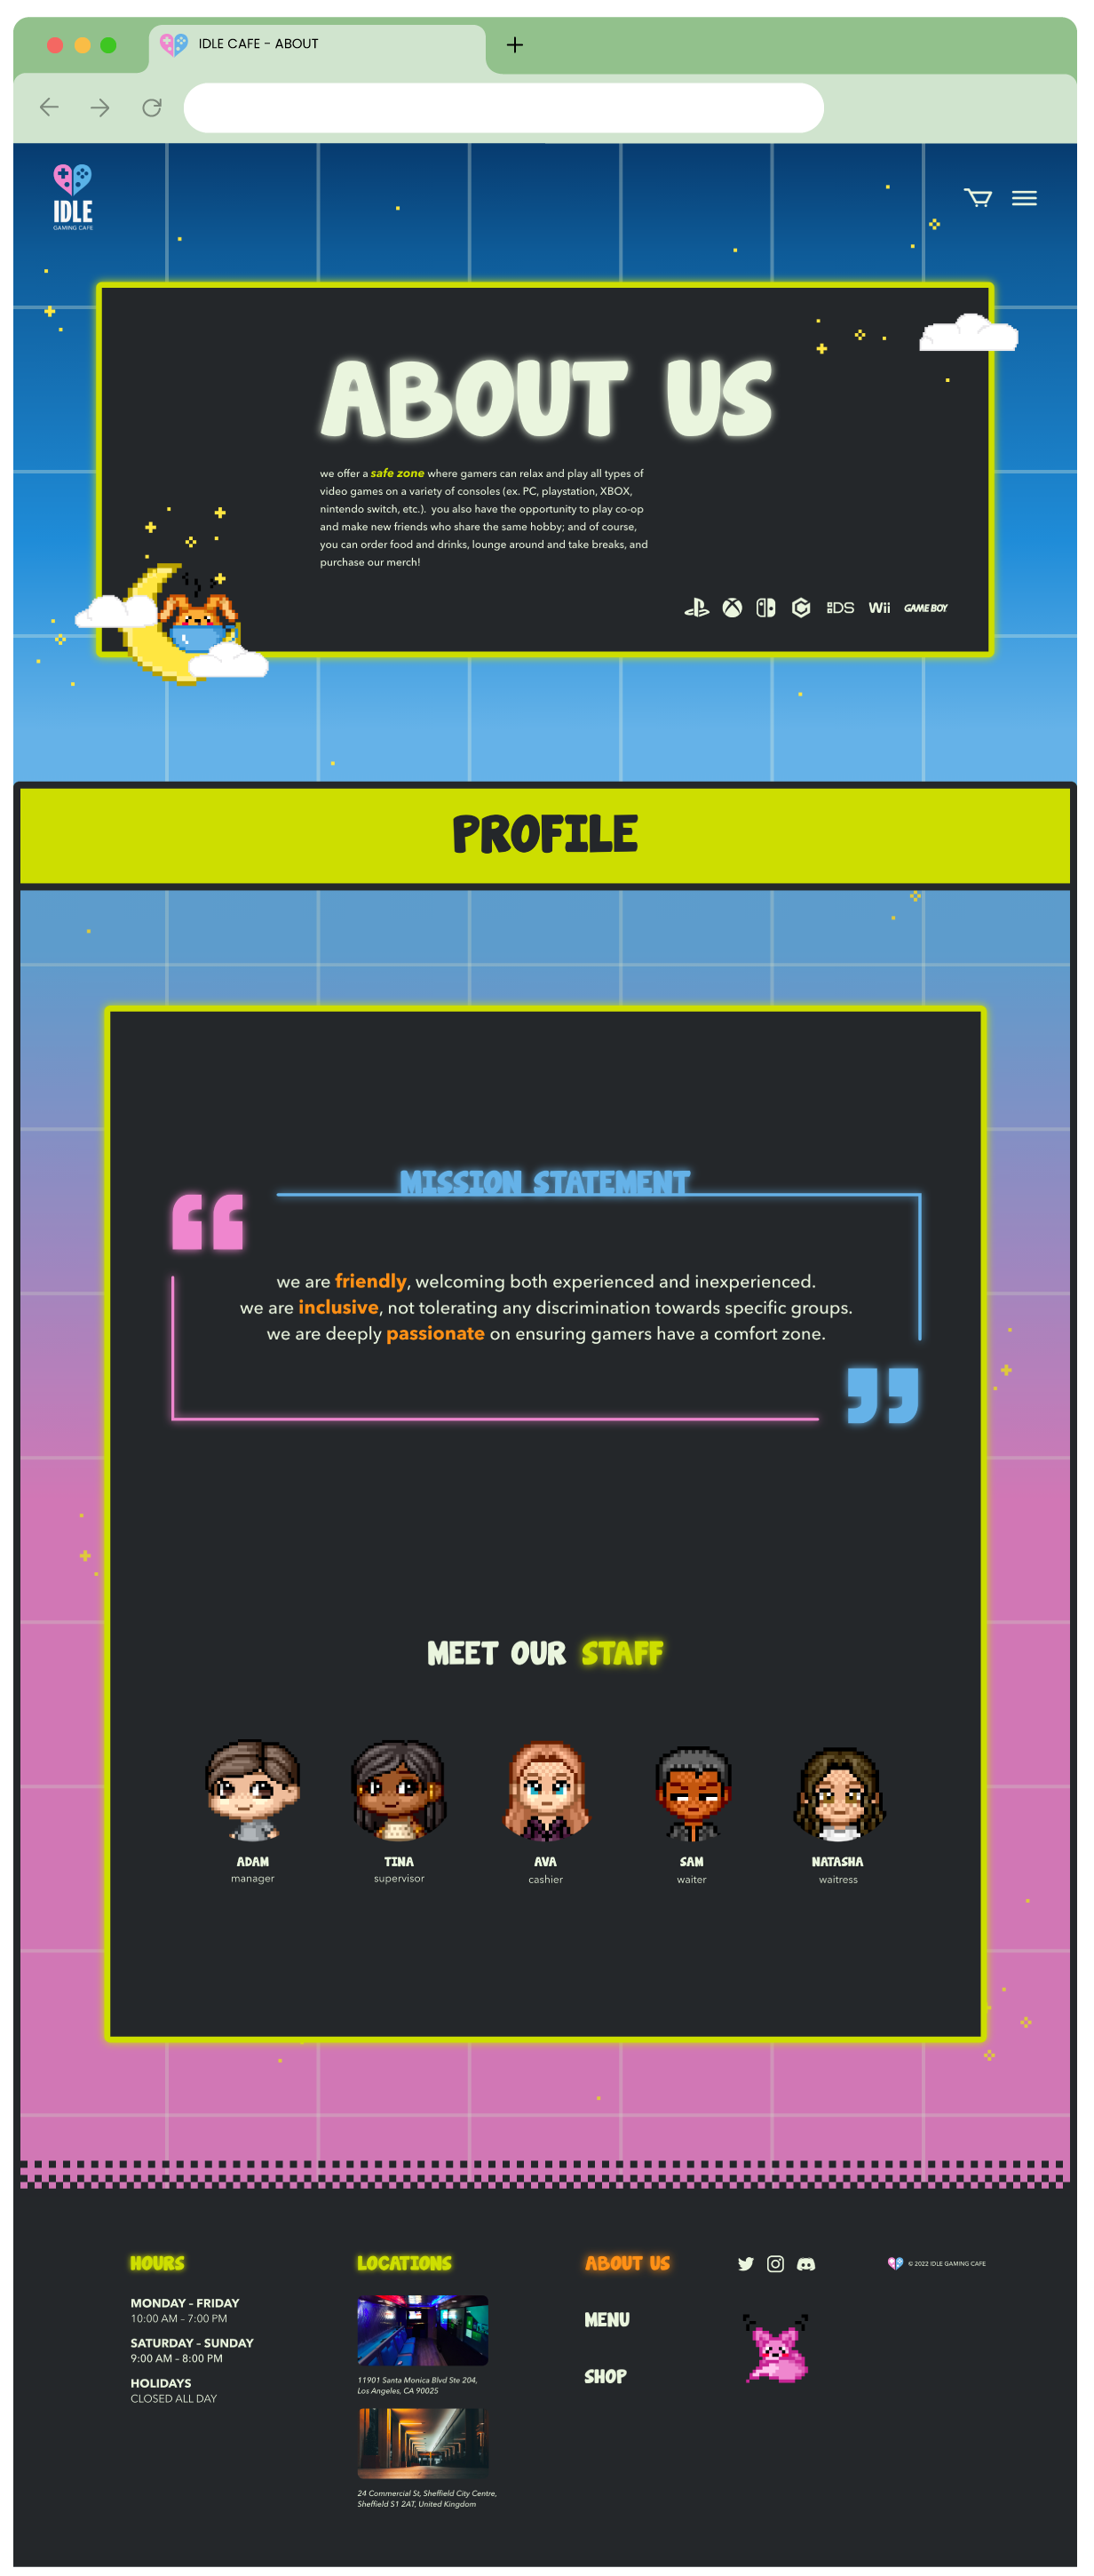 IDLE CAFE - ABOUT
IDLE
GAMING CAFE
ABOUT US
we offer a safe zone where gamers can relax and play all types of
video games on a variety of consoles (ex. PC, playstation, XBOX,
nintendo switch, etc.). you also have the opportunity to play co-op
and make new friends who share the same hobby; and of course,
you can order food and drinks, lounge around and take breaks, and
purchase our merch!
DS Wii GAME BOY
PROFILE
MISSION STATEMENT
“
we are friendly, welcoming both experienced and inexperienced.
we are inclusive, not tolerating any discrimination towards specific groups.
we are deeply passionate on ensuring gamers have a comfort zone.
”
MEET OUR STAFF
ADAM
manager
TINA
supervisor
AVA
cashier
SAM
waiter
NATASHA
waitress
HOURS
MONDAY - FRIDAY
10:00 AM - 7:00 PM
SATURDAY - SUNDAY
9:00 AM - 8:00 PM
HOLIDAYS
CLOSED ALL DAY
LOCATIONS
11901 Santa Monica Blvd Ste 204,
Los Angeles, CA 90025
24 Commercial St, Sheffield City Centre,
Sheffield S1 2AT, United Kingdom
ABOUT US
MENU
SHOP
© 2022 IDLE GAMING CAFE